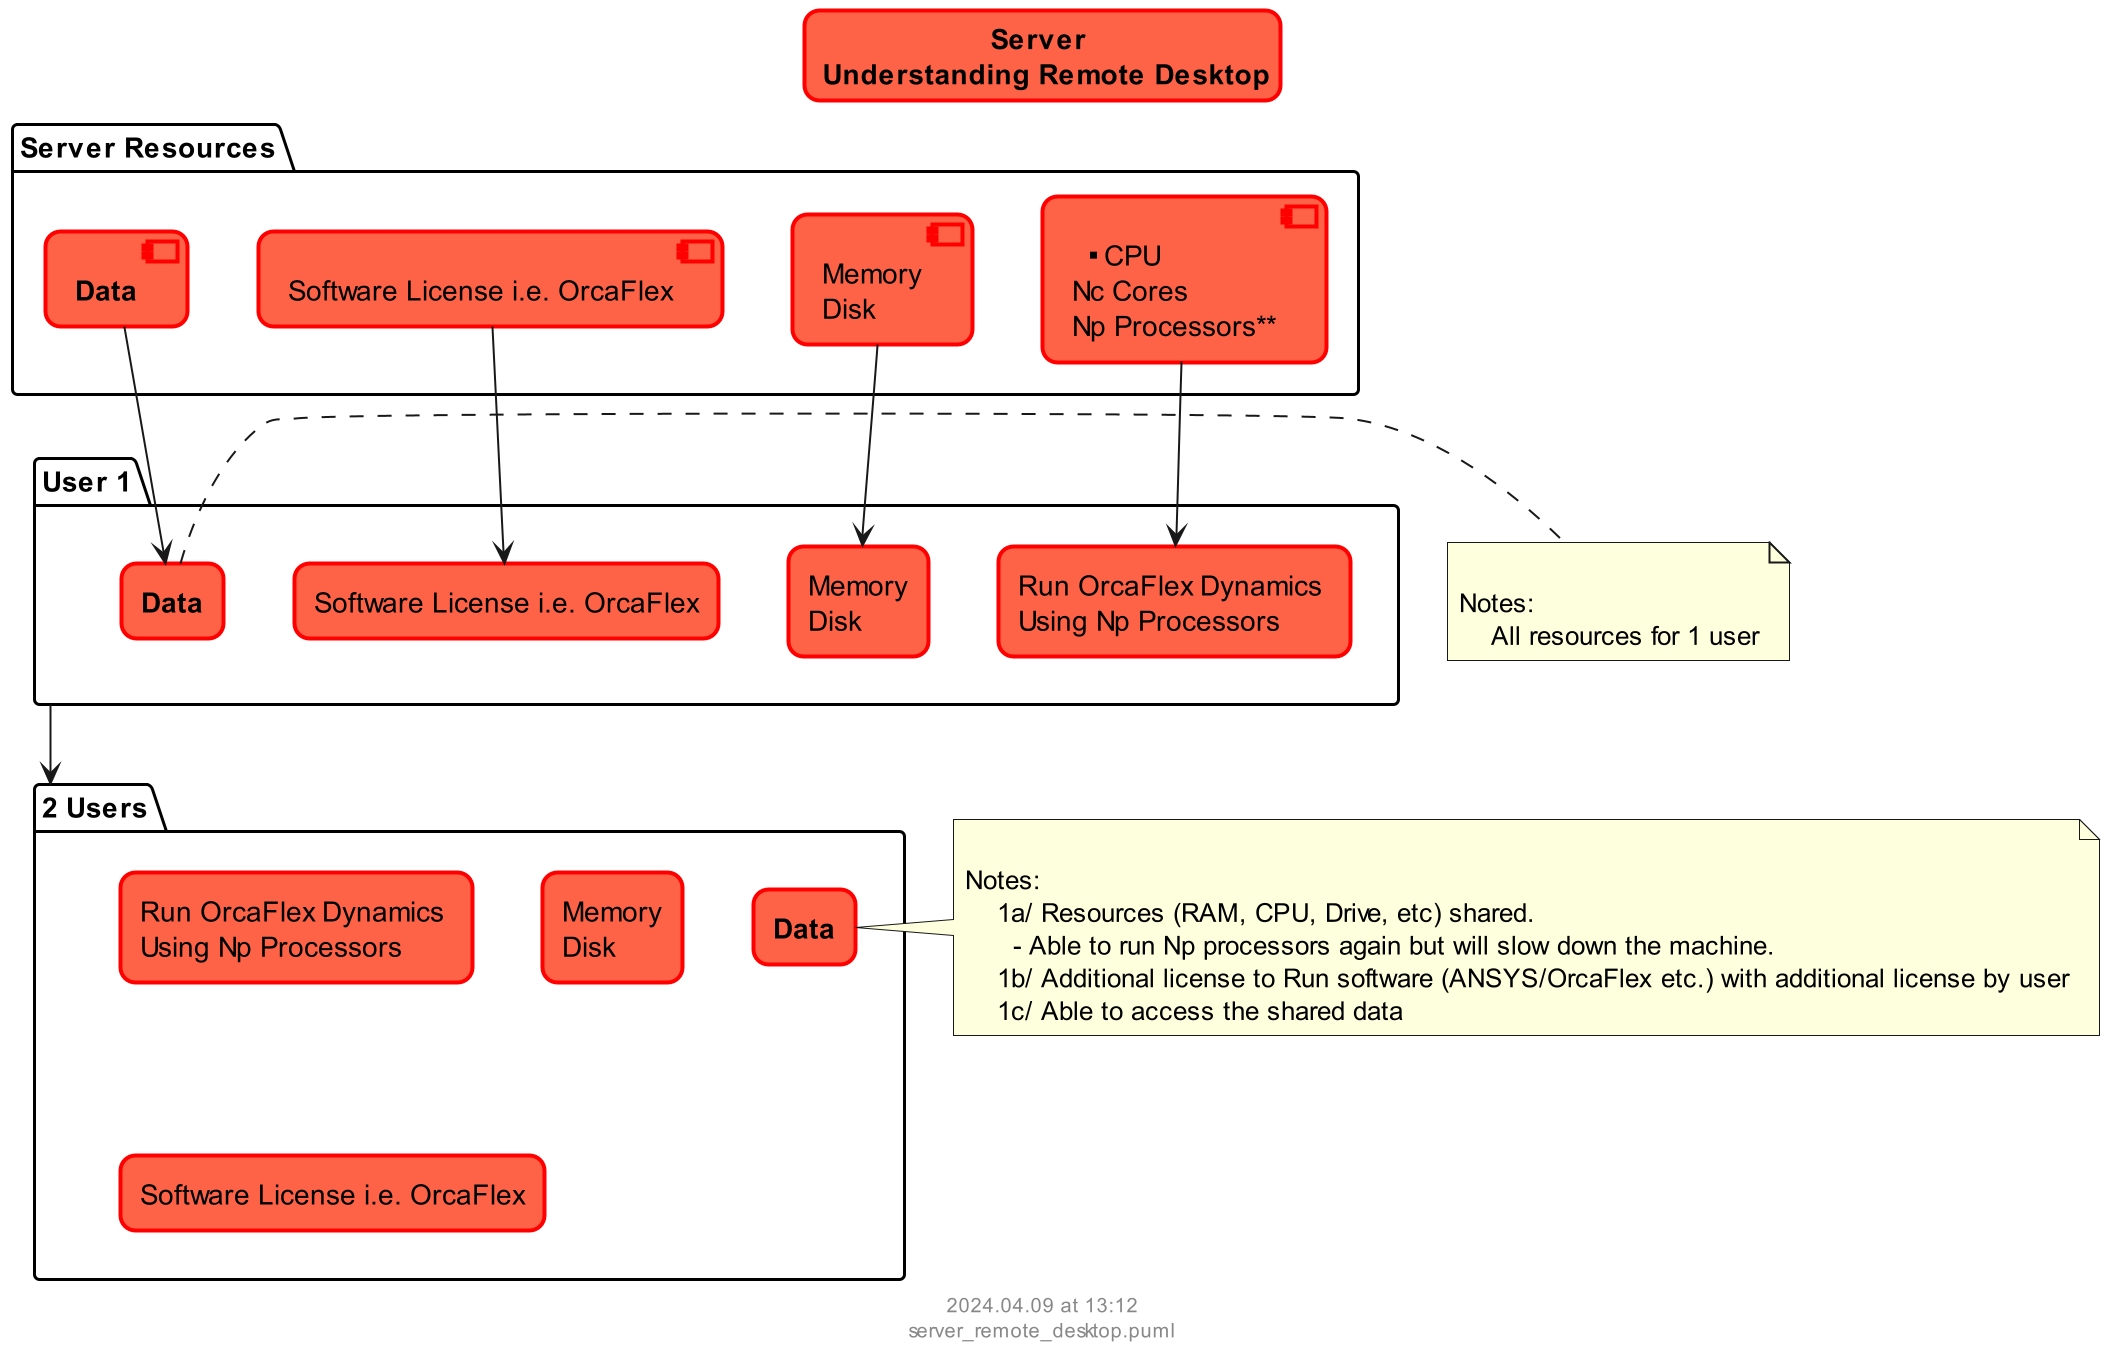 Server
Understanding Remote Desktop
Server Resources
Data
Software License i.e. OrcaFlex
Memory
Disk
▪ CPU
Nc Cores
Np Processors**
User 1
Data
Software License i.e. OrcaFlex
Memory
Disk
Run OrcaFlex Dynamics
Using Np Processors
Notes:
All resources for 1 user
2 Users
Run OrcaFlex Dynamics
Using Np Processors
Memory
Disk
Data
Notes:
1a/ Resources (RAM, CPU, Drive, etc) shared.
- Able to run Np processors again but will slow down the machine.
1b/ Additional license to Run software (ANSYS/OrcaFlex etc.) with additional license by user
1c/ Able to access the shared data
Software License i.e. OrcaFlex
2024.04.09 at 13:12
server_remote_desktop.puml